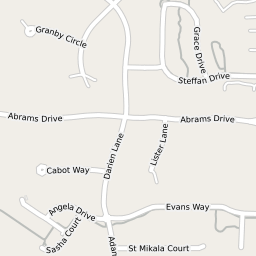 Granby Circle
Grace Drive
Steffan Drive
Abrams Drive
Abrams Drive
Darien Lane
Lister Lane
Cabot Way
Angela Drive
Evans Way
Sasha Court
Adan
St Mikala Court